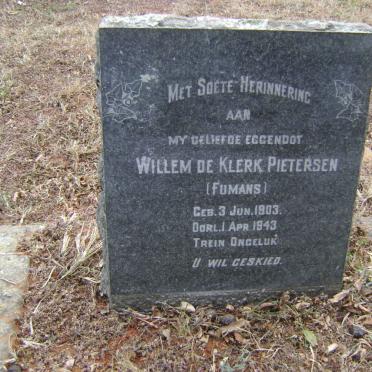 MET SOETE HERINNERING
AAN
MY GELIEFDE EGGENOOT
WILLEM DE KLERK PIETERSEN
(FUMANS)
GEB. 3 JUN. 1903.
OORL. 1 APR. 1943
TREIN ONGELUK
U WIL GESKIED.